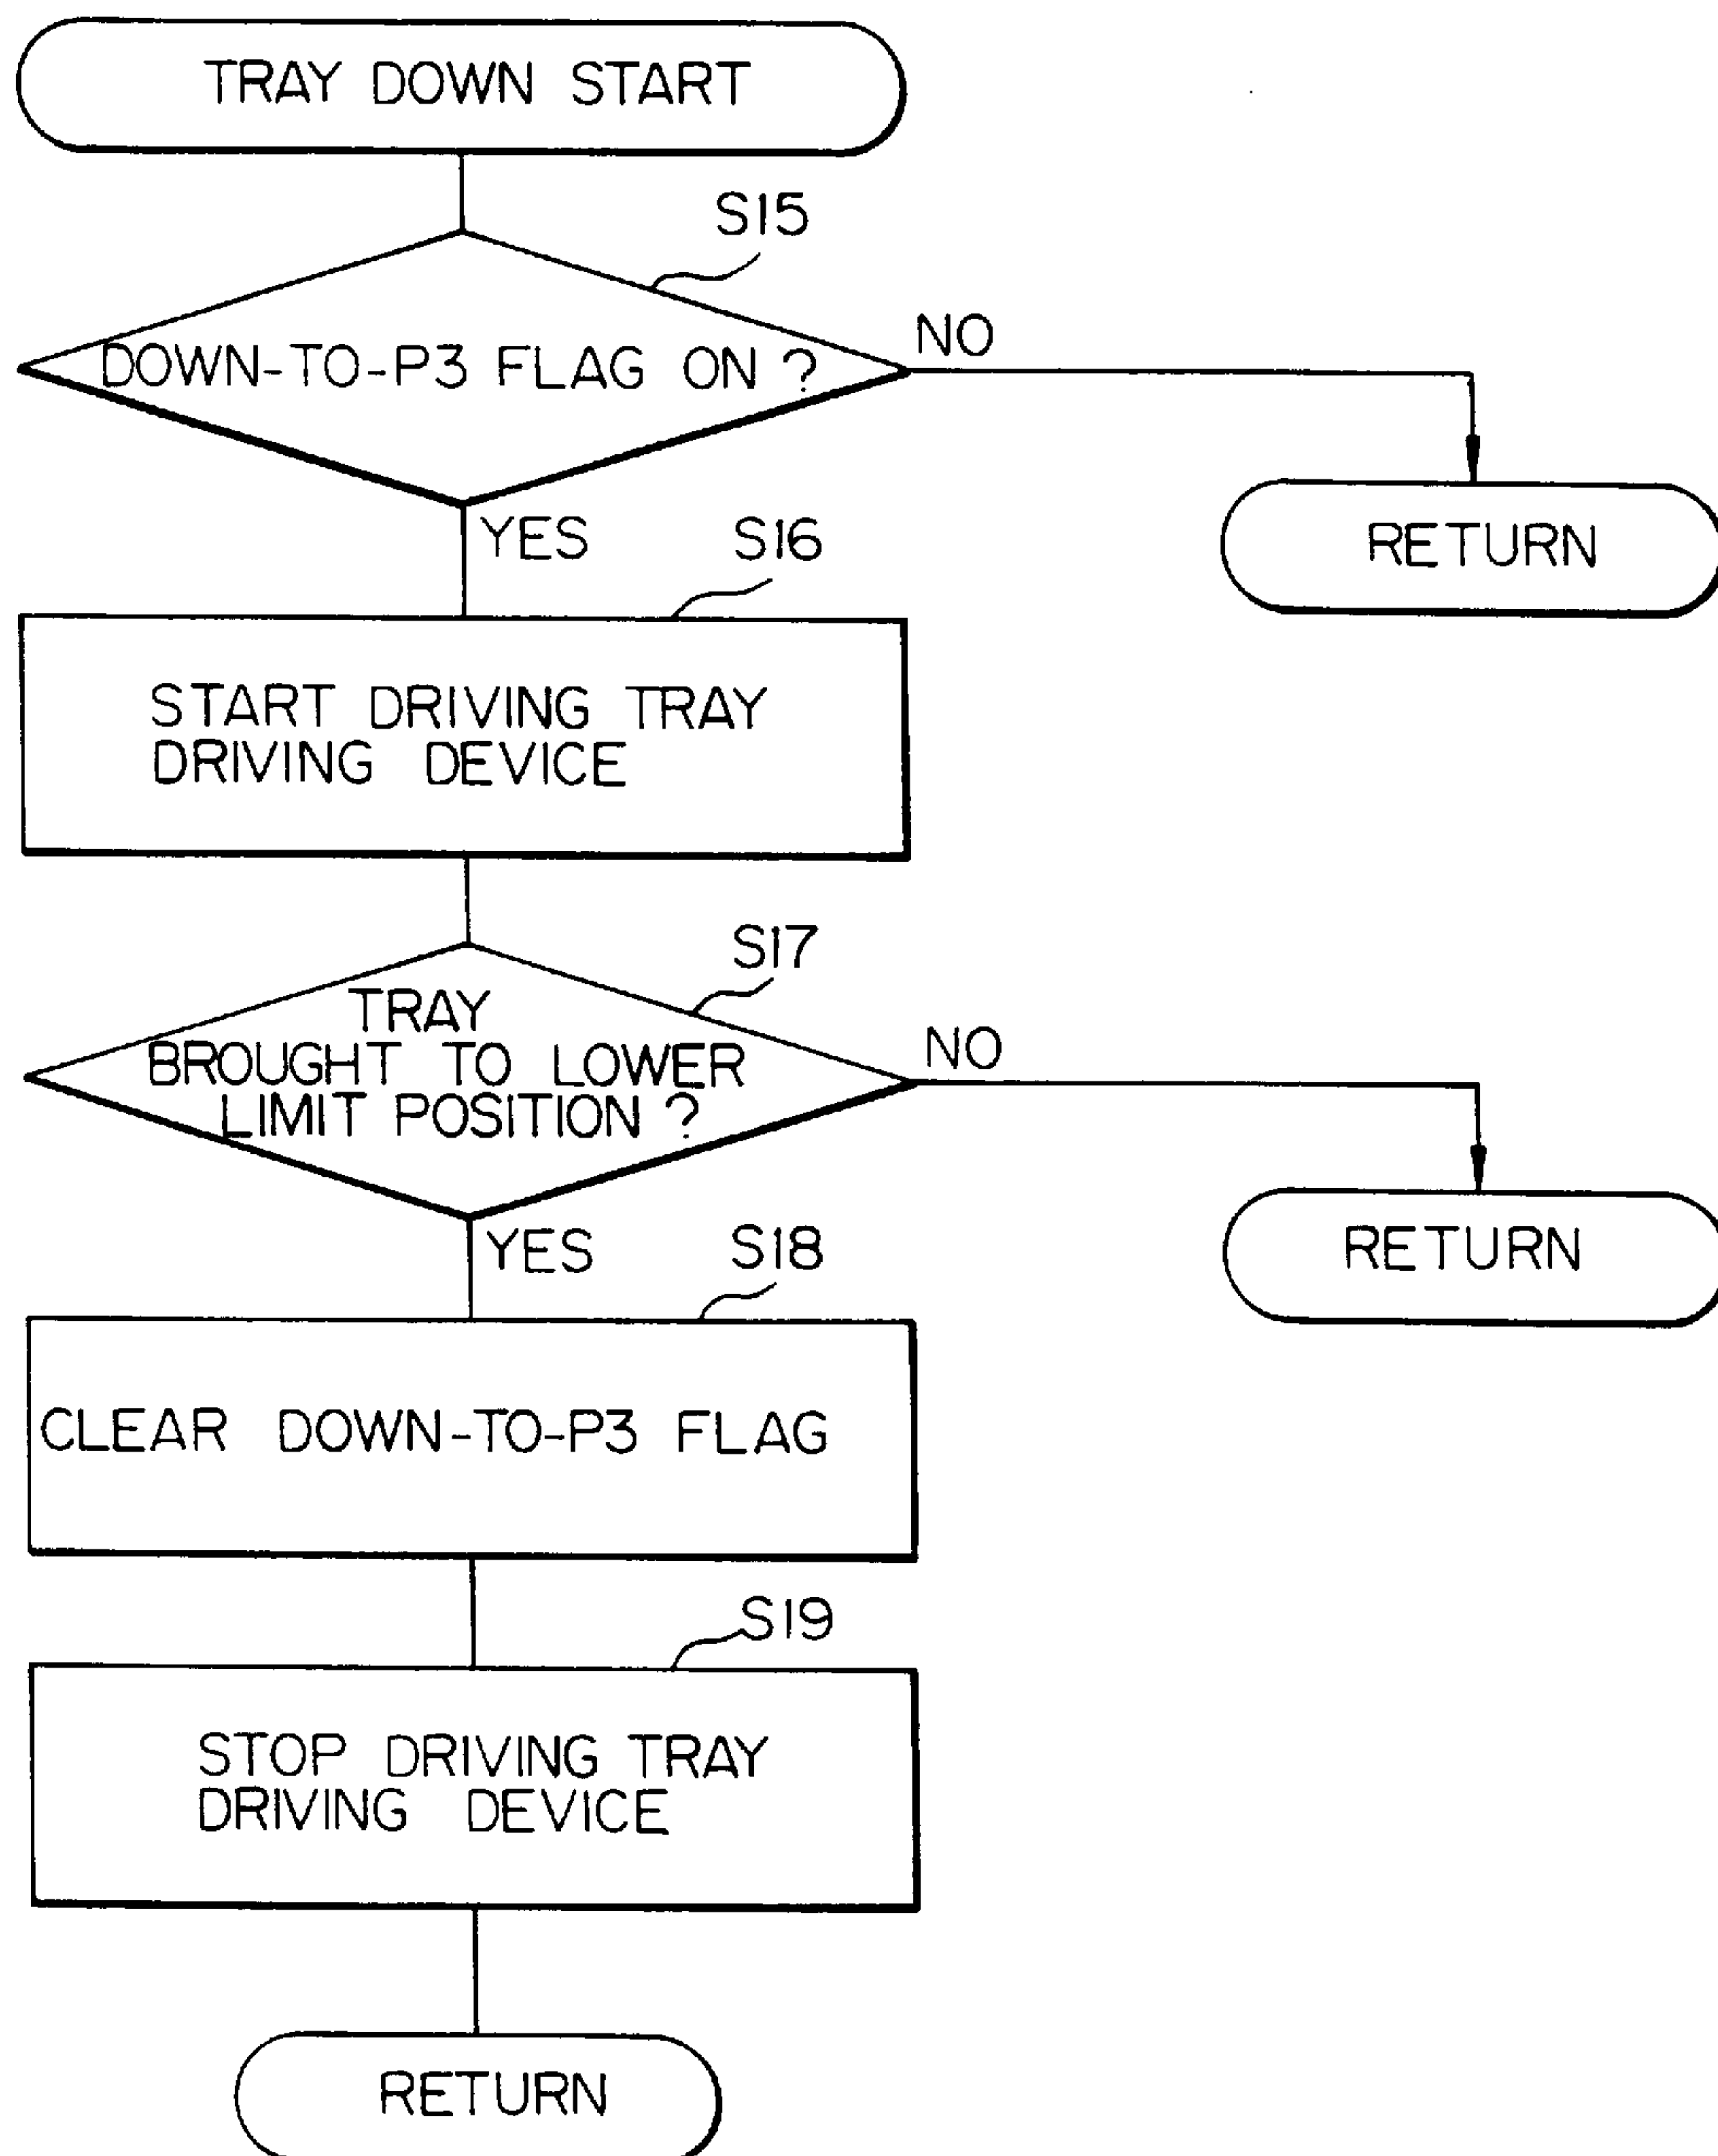 TRAY DOWN START
S15
DOWN-TO-P3 FLAG ON ?
NO
RETURN
YES
S16
START DRIVING TRAY
DRIVING DEVICE
S17
TRAY
BROUGHT TO LOWER
LIMIT POSITION ?
NO
RETURN
YES
S18
CLEAR DOWN-TO-P3 FLAG
S19
STOP DRIVING TRAY
DRIVING DEVICE
RETURN